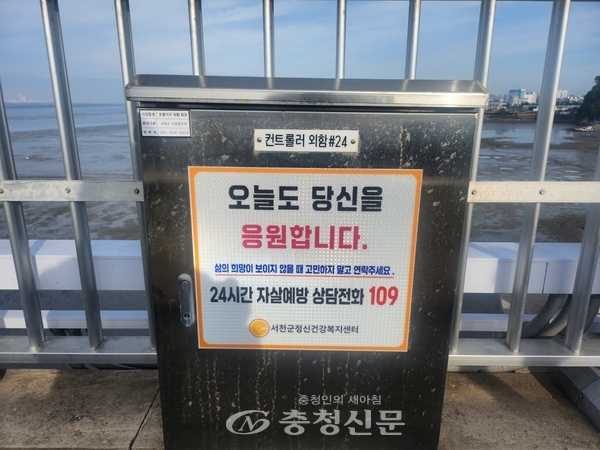 컨트롤러 외함#24
오늘도 당신을
응원합니다.
삶의 희망이 보이지 않을 때 고민하지 말고 연락주세요.
24시간 자살예방 상담전화 109
서천군정신건강복지센터
충청인의 새아침
충청신문